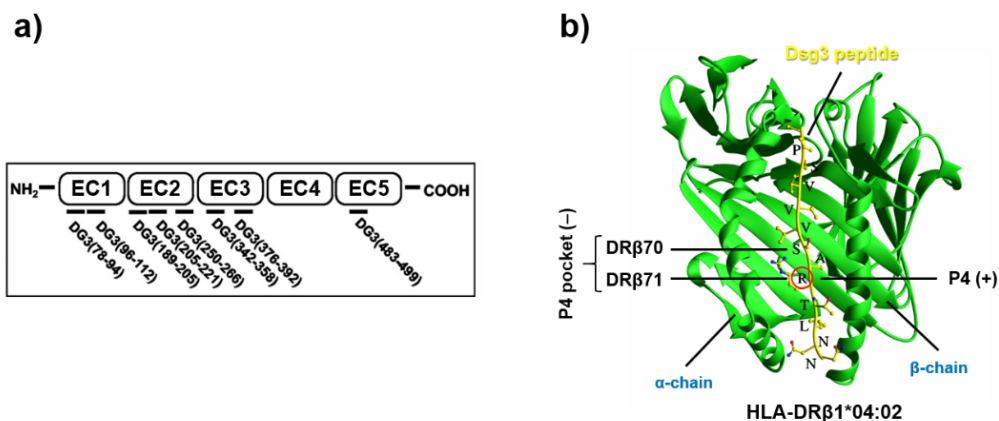 a)
NH2 EC1 EC2 EC3 EC4 EC5 COOH
DG3(78-94)
DG3(96-112)
DG3(189-205)
DG3(205-221)
DG3(250-266)
DG3(342-358)
DG3(376-392)
DG3(483-499)
b)
Dsg3 peptide
P
V
V
V
S
A
R
T
L
N
N
P4 pocket (–)
DRβ70
DRβ71
P4 (+)
α-chain
β-chain
HLA-DRβ1*04:02